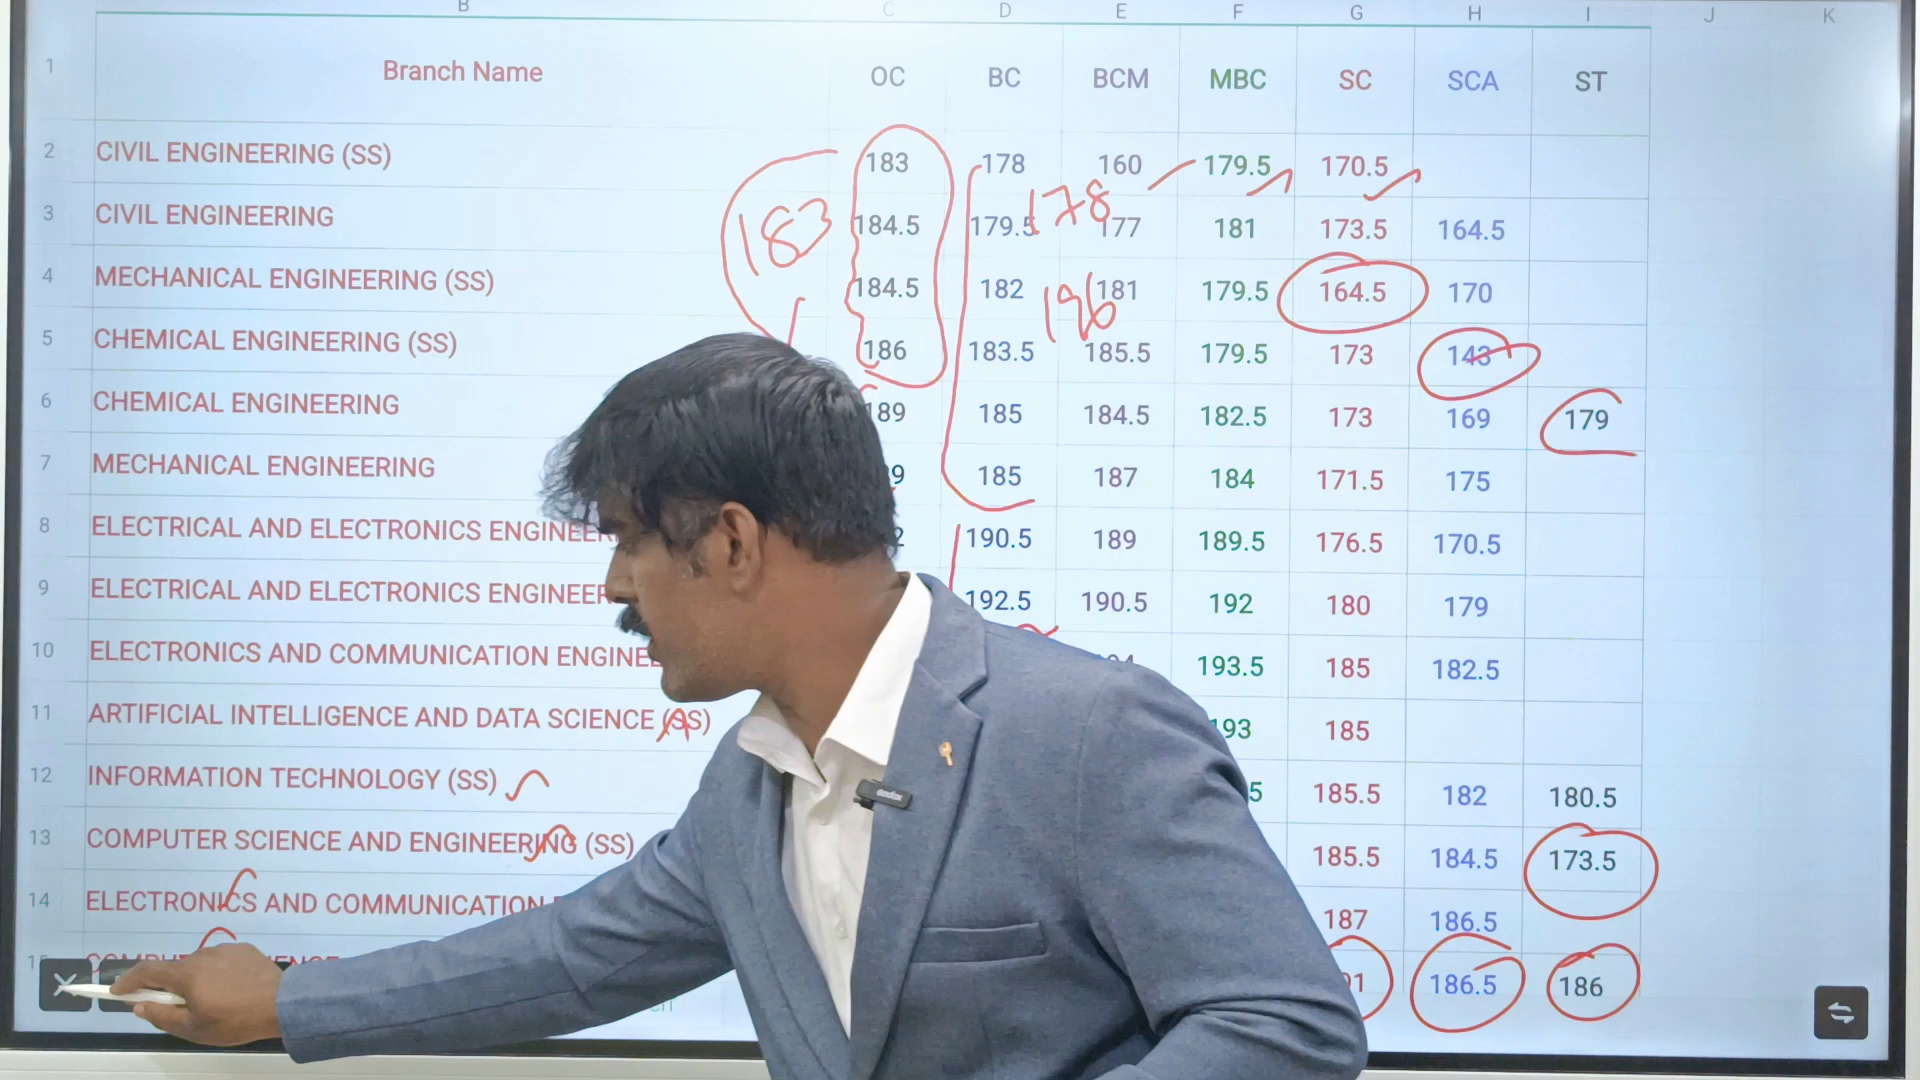 B C D E F G H I J K
1 Branch Name OC BC BCM MBC SC SCA ST
2 CIVIL ENGINEERING (SS) 183 178 160 179.5 170.5
178
3 CIVIL ENGINEERING 184.5 179.5 177 181 173.5 164.5
183
4 MECHANICAL ENGINEERING (SS) 184.5 182 181 179.5 164.5 170
196
5 CHEMICAL ENGINEERING (SS) 186 183.5 185.5 179.5 173 143
6 CHEMICAL ENGINEERING 189 185 184.5 182.5 173 169 179
7 MECHANICAL ENGINEERING 185 187 184 171.5 175
8 ELECTRICAL AND ELECTRONICS 190.5 189 189.5 176.5 170.5
9 ELECTRICAL AND ELECTRONICS 192.5 190.5 192 180 179
10 ELECTRONICS AND COMMUNICATION 193.5 185 182.5
11 ARTIFICIAL INTELLIGENCE AND DATA SCIENCE (SS) 193 185
12 INFORMATION TECHNOLOGY (SS) 185.5 182 180.5
13 COMPUTER SCIENCE AND ENGINEERING (SS) 185.5 184.5 173.5
14 ELECTRONICS AND COMMUNICATION 187 186.5
186.5 186